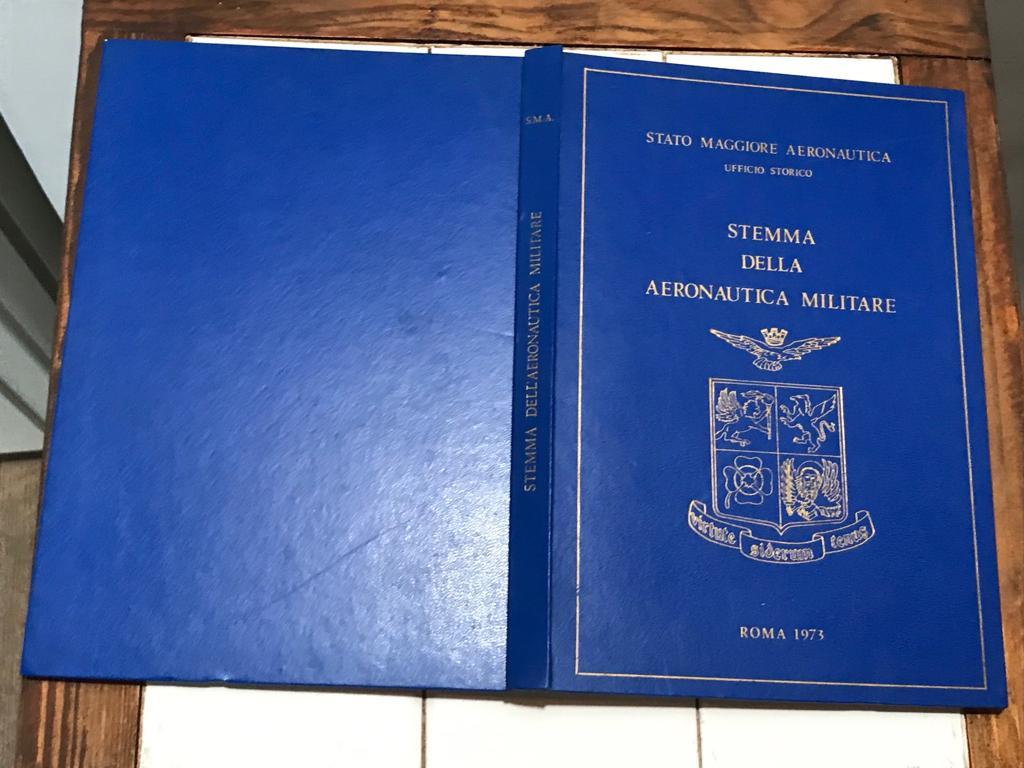 S.M.A.
STEMMA DELL'AERONAUTICA MILITARE
STATO MAGGIORE AERONAUTICA
UFFICIO STORICO
STEMMA
DELLA
AERONAUTICA MILITARE
virtute siderum tenus
ROMA 1973